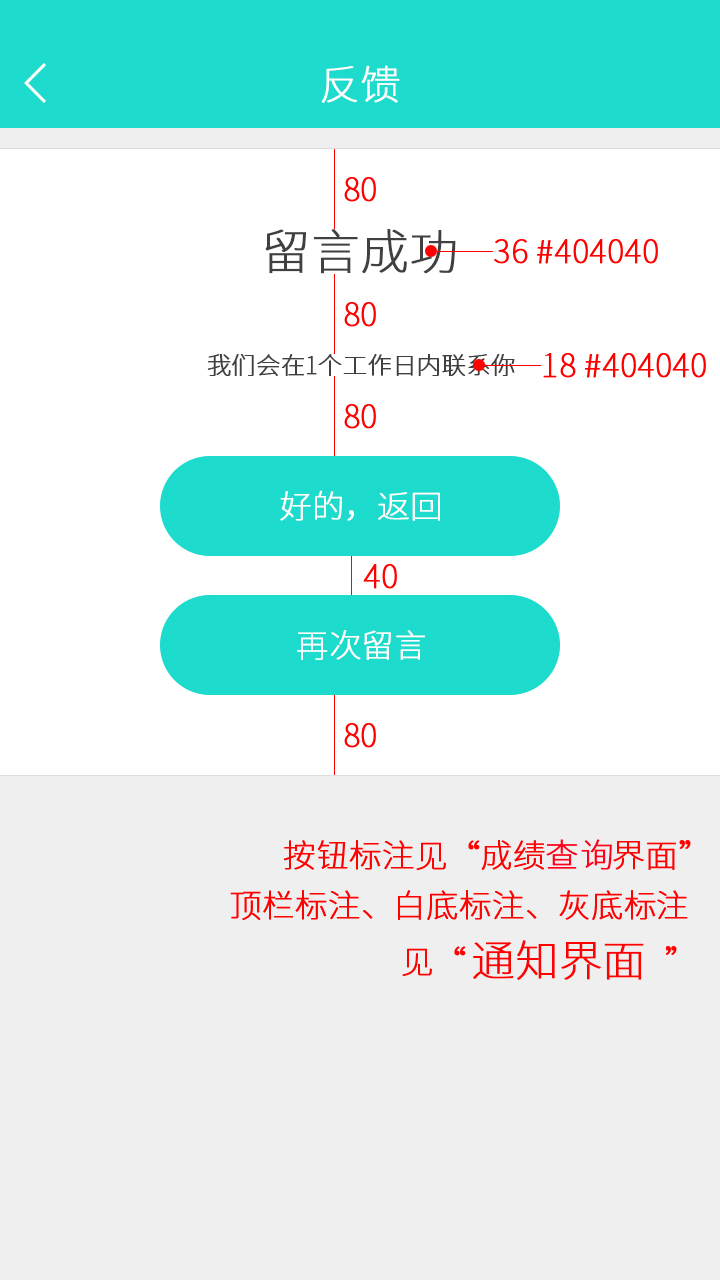 反馈
80
留言成功 36 #404040
80
我们会在1个工作日内联系你 18 #404040
80
好的，返回
40
再次留言
80
按钮标注见“成绩查询界面”
顶栏标注、白底标注、灰底标注
见“通知界面 ”